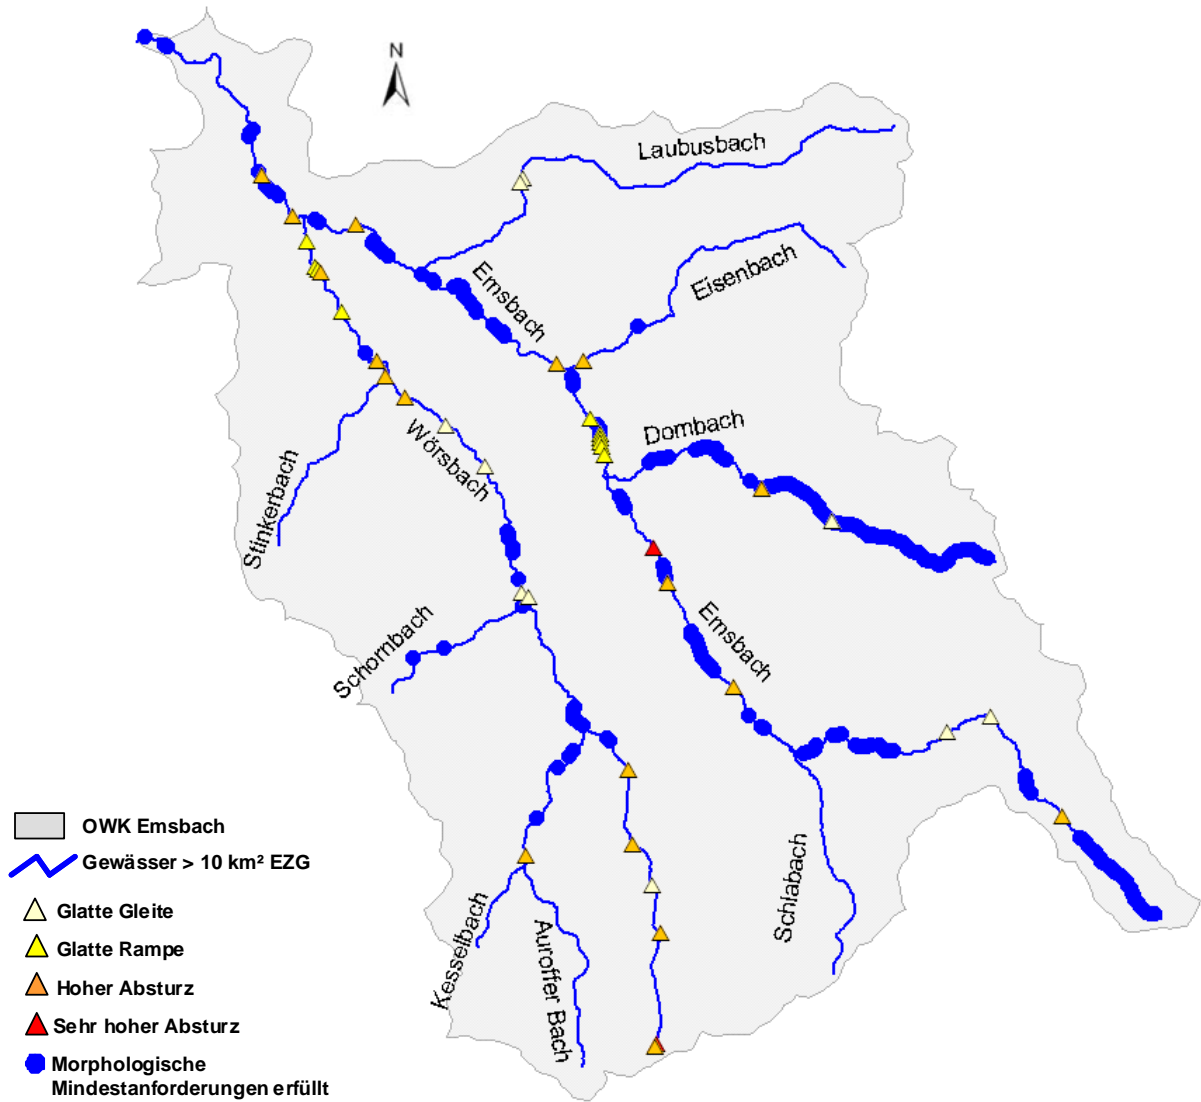 N
Laubusbach
Eisenbach
Emsbach
Dombach
Wörsbach
Stinkerbach
Emsbach
Schornbach
Schlabach
Kesselbach
Auroffer Bach
OWK Emsbach
Gewässer > 10 km² EZG
Glatte Gleite
Glatte Rampe
Hoher Absturz
Sehr hoher Absturz
Morphologische
Mindestanforderungen erfüllt